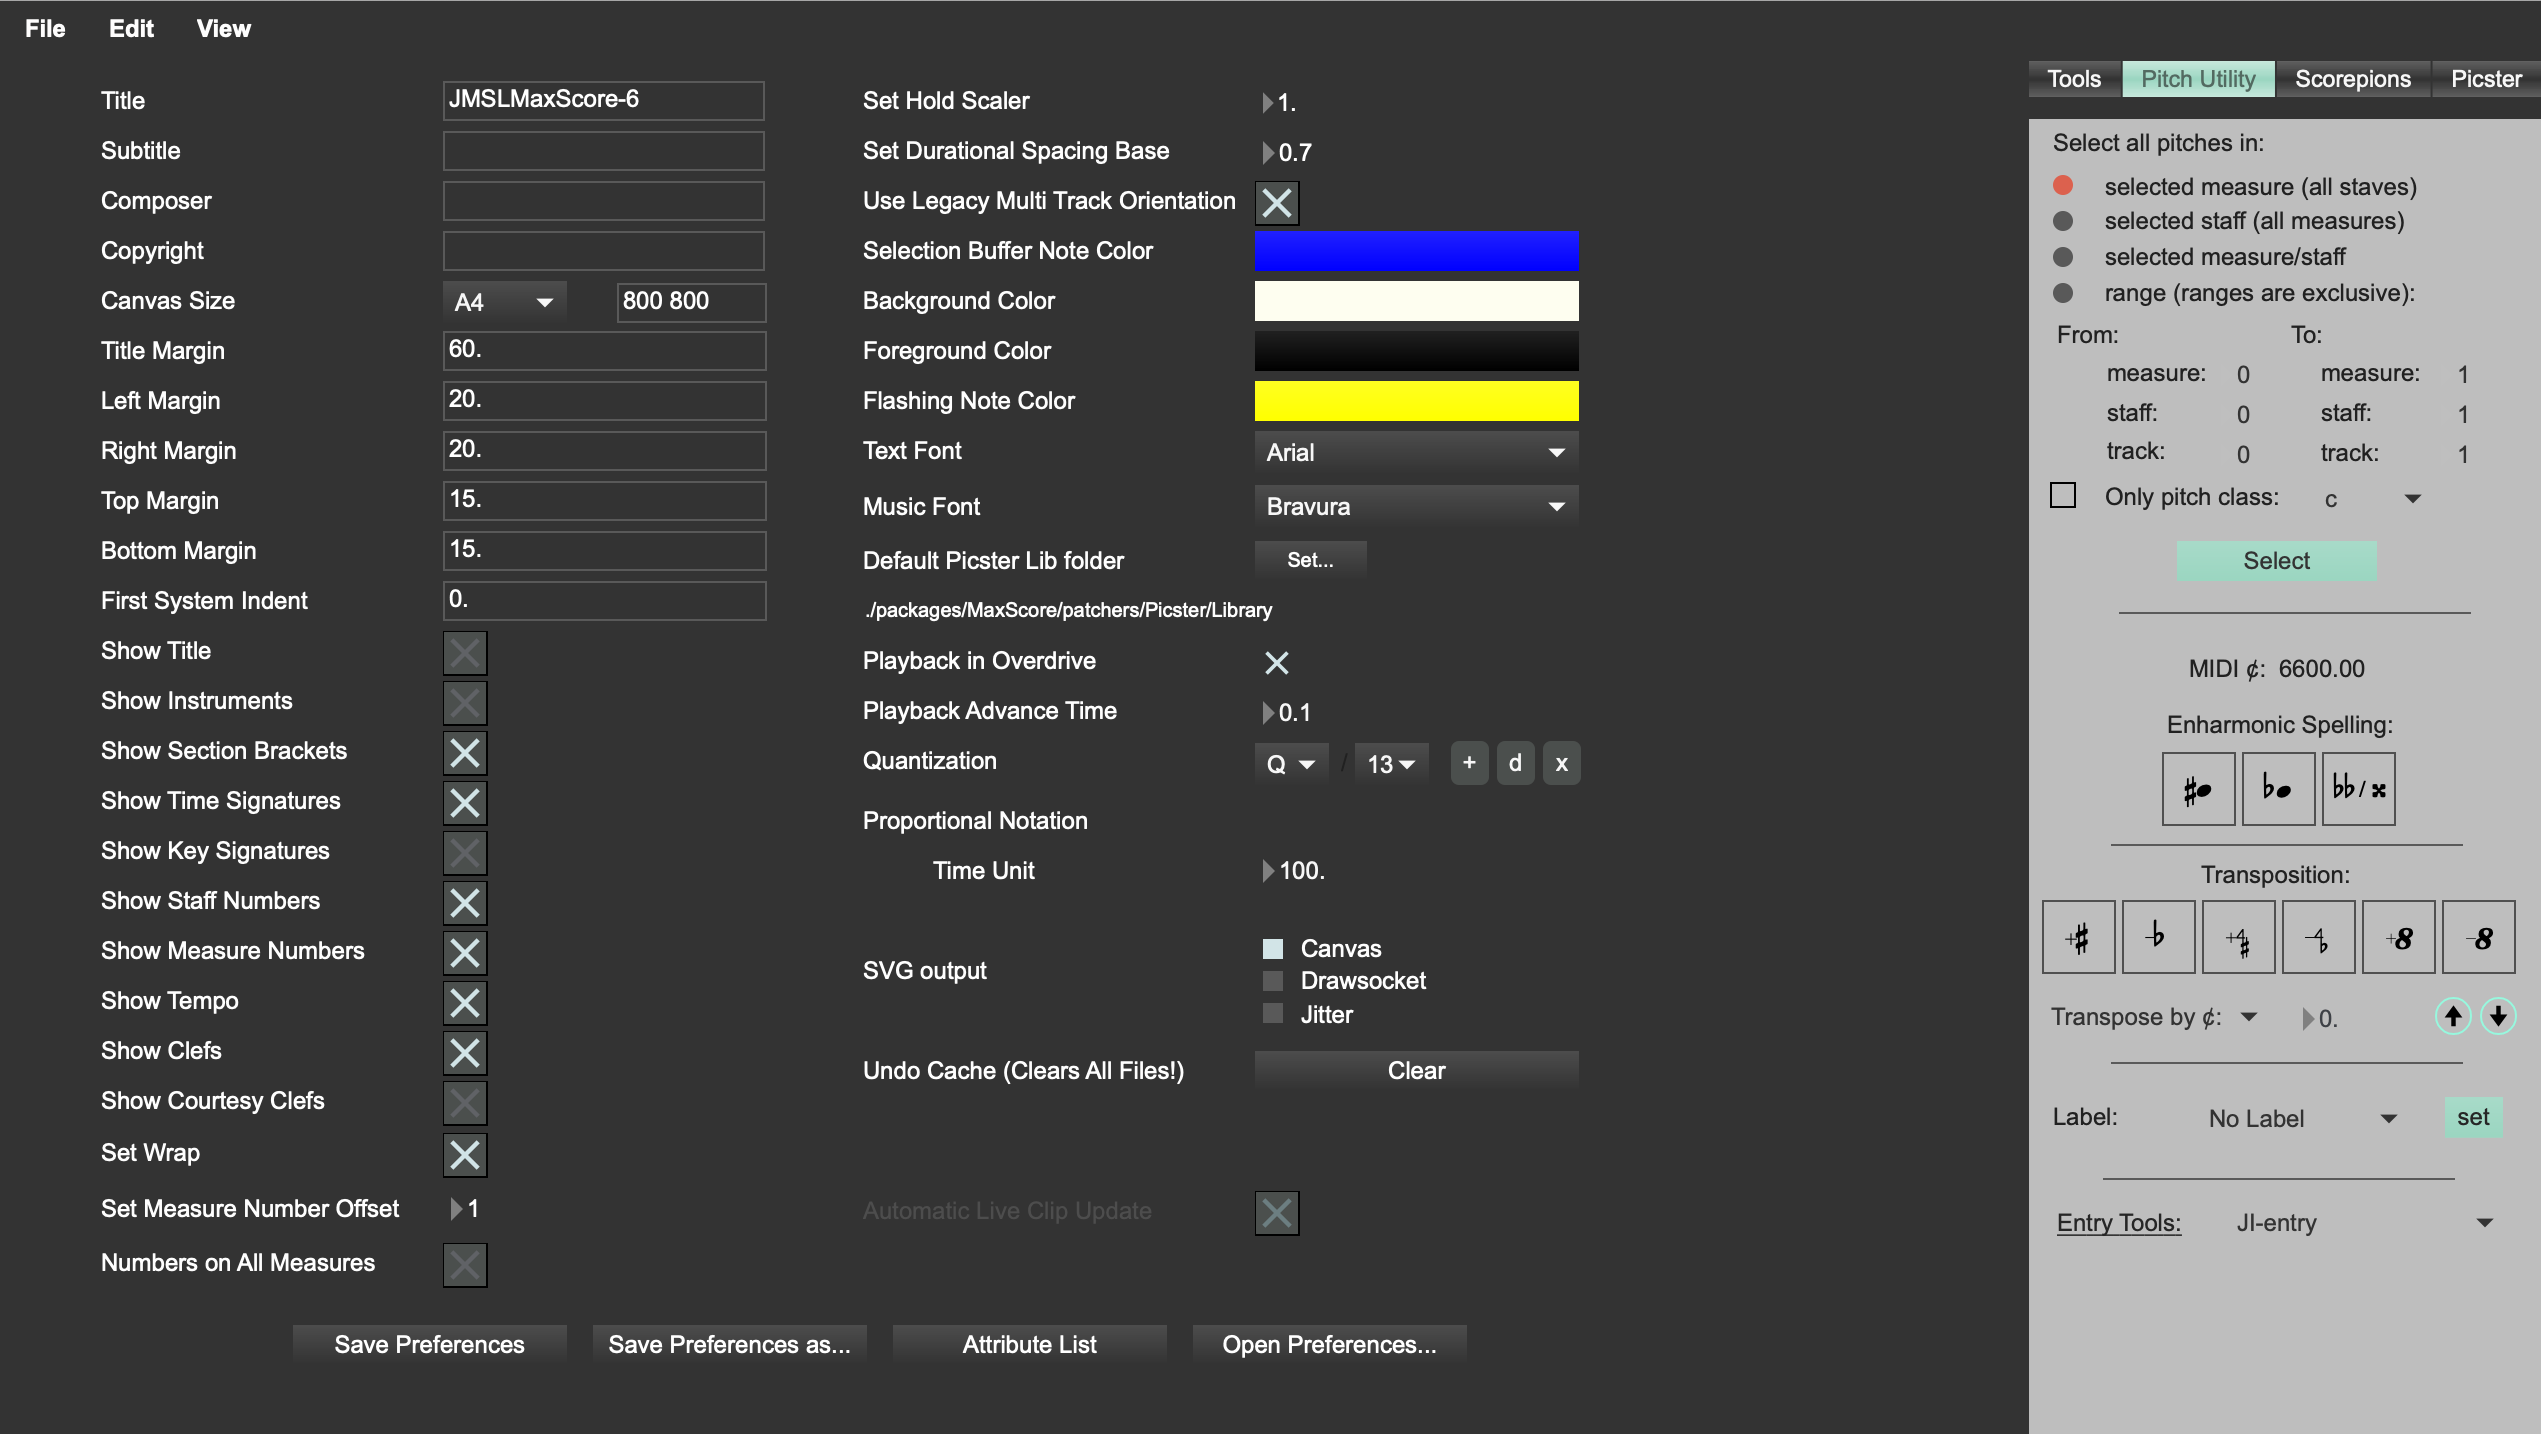 File Edit View
Title JMSLMaxScore-6
Subtitle
Composer
Copyright
Canvas Size A4 800 800
Title Margin 60.
Left Margin 20.
Right Margin 20.
Top Margin 15.
Bottom Margin 15.
First System Indent 0.
Show Title
Show Instruments
Show Section Brackets
Show Time Signatures
Show Key Signatures
Show Staff Numbers
Show Measure Numbers
Show Tempo
Show Clefs
Show Courtesy Clefs
Set Wrap
Set Measure Number Offset 1
Numbers on All Measures
Set Hold Scaler 1.
Set Durational Spacing Base 0.7
Use Legacy Multi Track Orientation
Selection Buffer Note Color
Background Color
Foreground Color
Flashing Note Color
Text Font Arial
Music Font Bravura
Default Picster Lib folder Set...
./packages/MaxScore/patchers/Picster/Library
Playback in Overdrive
Playback Advance Time 0.1
Quantization Q / 13 + d x
Proportional Notation
Time Unit 100.
SVG output
Canvas
Drawsocket
Jitter
Undo Cache (Clears All Files!) Clear
Automatic Live Clip Update
Save Preferences Save Preferences as... Attribute List Open Preferences...
Tools Pitch Utility Scorepions Picster
Select all pitches in:
selected measure (all staves)
selected staff (all measures)
selected measure/staff
range (ranges are exclusive):
From: To:
measure: 0 measure: 1
staff: 0 staff: 1
track: 0 track: 1
Only pitch class: c
Select
MIDI ¢: 6600.00
Enharmonic Spelling:
♭♭/𝄪
Transposition:
+♯ -♭ +4♯ -4♭ +8 -8
Transpose by ¢: 0.
Label: No Label set
Entry Tools: JI-entry